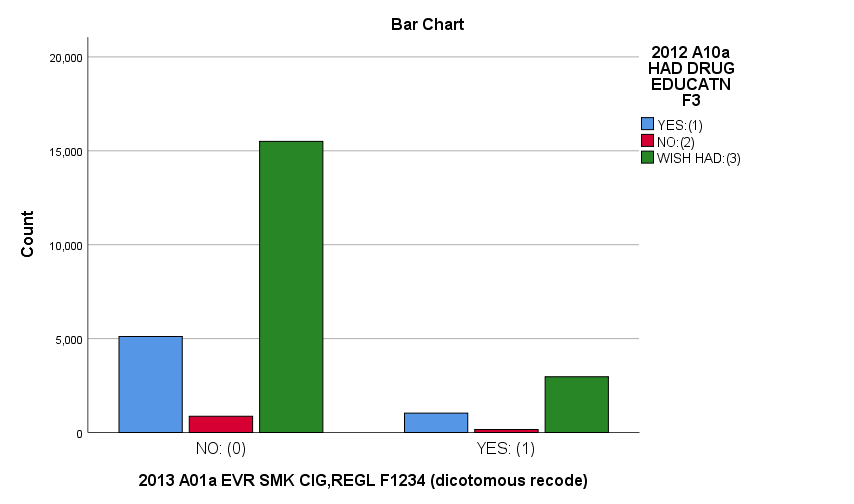 Bar Chart
2012 A10a
HAD DRUG
EDUCATN
F3
YES:(1)
NO:(2)
WISH HAD:(3)
Count
20,000
15,000
10,000
5,000
0
NO: (0)
YES: (1)
2013 A01a EVR SMK CIG,REGL F1234 (dicotomous recode)